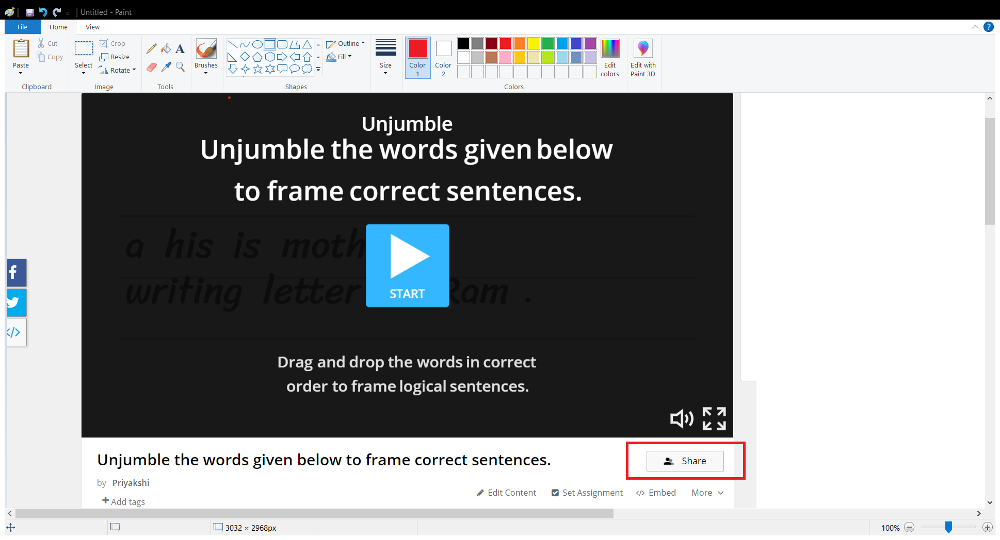 Untitled - Paint
File Home View
Paste
Cut
Copy
Clipboard
Select
Crop
Resize
Rotate
Image
Tools
Brushes
Shapes
Outline
Fill
Size
Color 1
Color 2
Colors
Edit colors
Edit with Paint 3D
Unjumble
Unjumble the words given below
to frame correct sentences.
a his is moth
writing letter Ram .
START
Drag and drop the words in correct
order to frame logical sentences.
Unjumble the words given below to frame correct sentences.
Share
by Priyakshi
+ Add tags
Edit Content Set Assignment </> Embed More
3032 × 2968px
100%